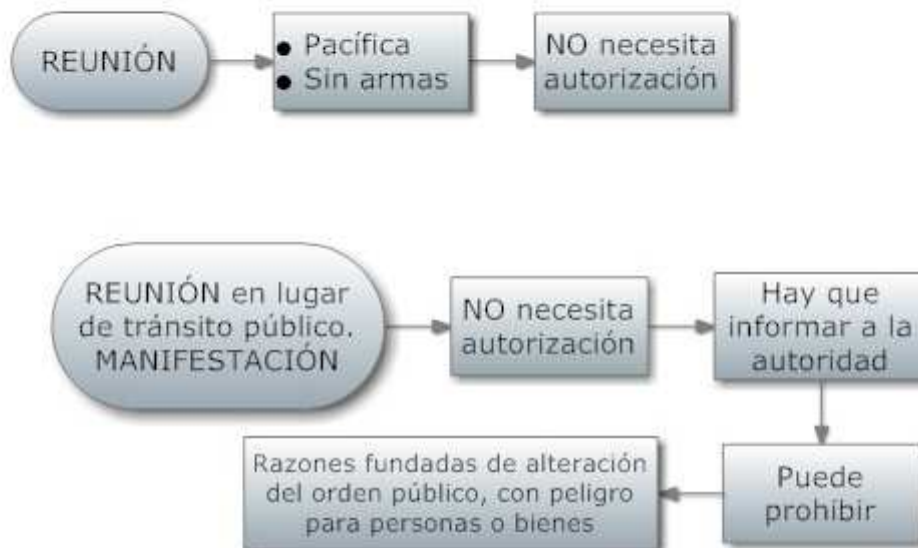 REUNIÓN
● Pacífica
● Sin armas
NO necesita
autorización
REUNIÓN en lugar
de tránsito público.
MANIFESTACIÓN
NO necesita
autorización
Hay que
informar a la
autoridad
Puede
prohibir
Razones fundadas de alteración
del orden público, con peligro
para personas o bienes